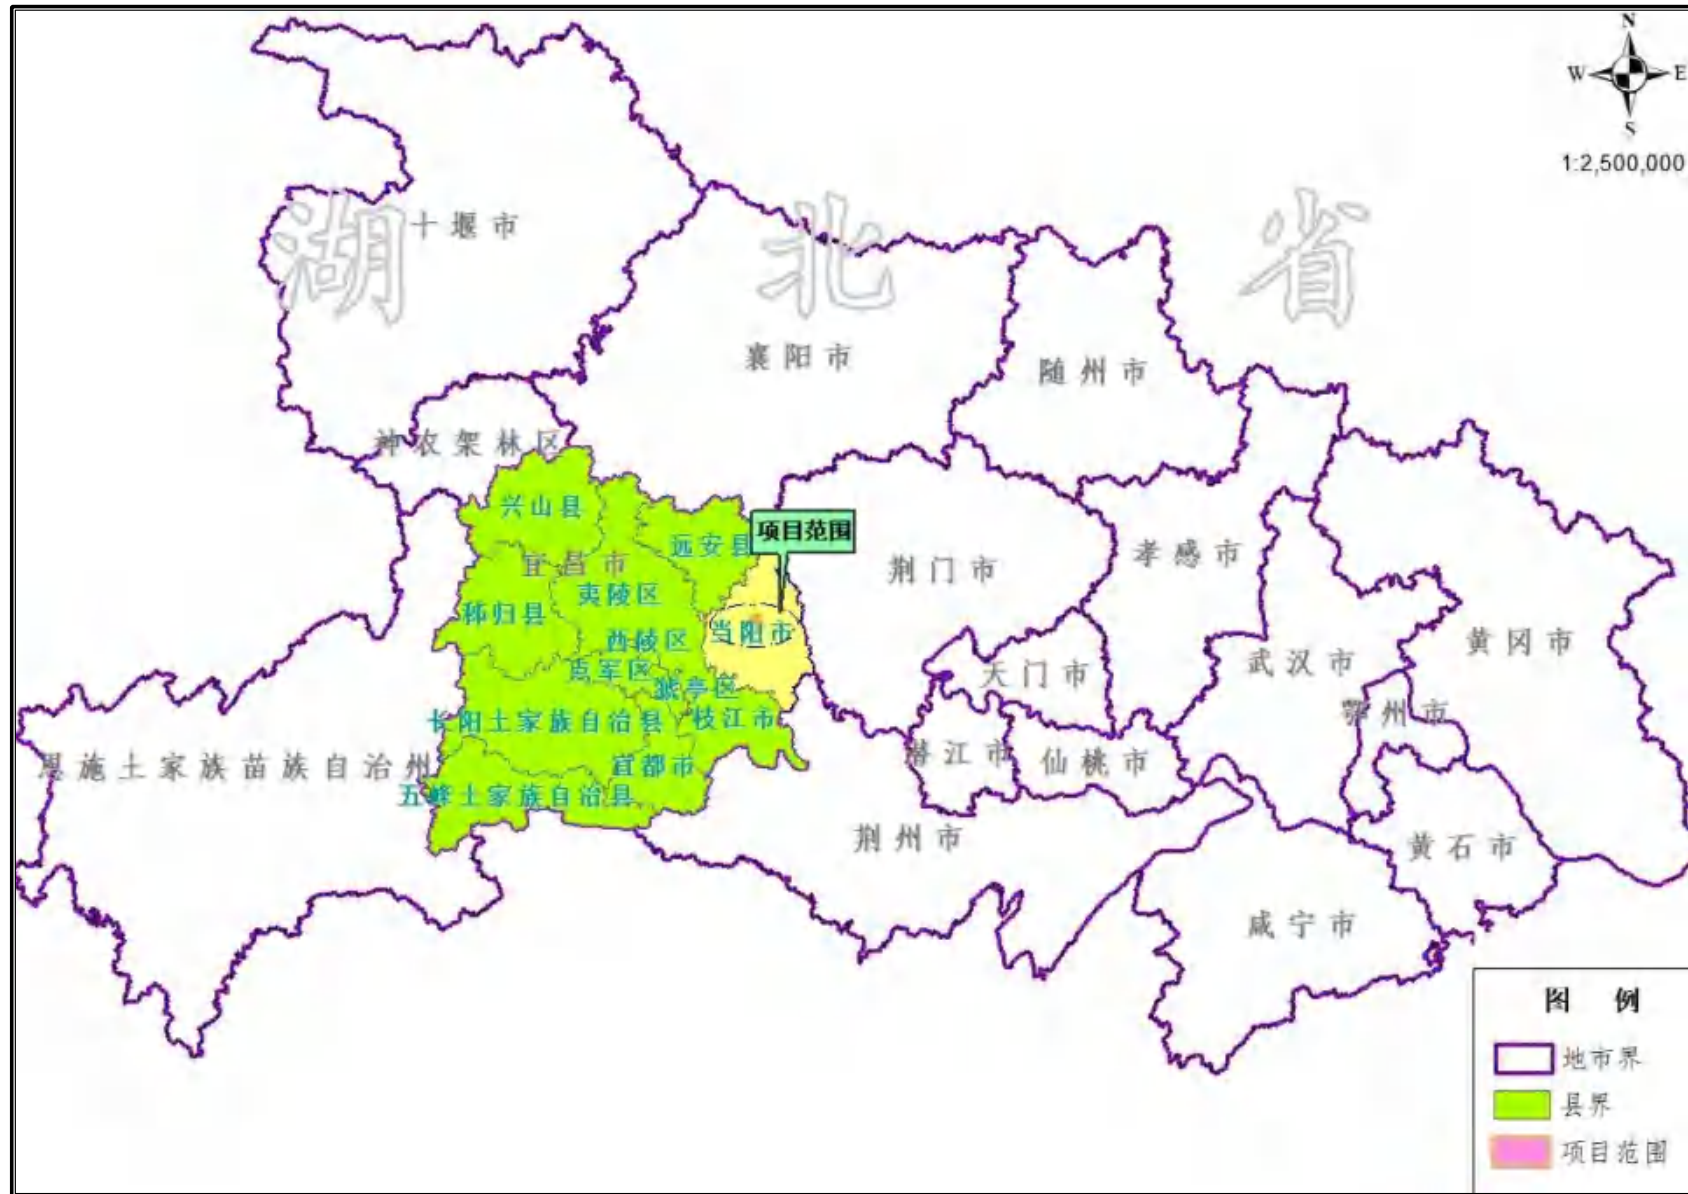 N
W E
S
1:2,500,000
湖北省
十堰市
襄阳市
随州市
神农架林区
兴山县
项目范围
远安县
宜昌市
荆门市
孝感市
夷陵区
秭归县
当阳市
西陵区
黄冈市
点军区
天门市
武汉市
猇亭区
长阳土家族自治县
枝江市
鄂州市
恩施土家族苗族自治州
宜都市
潜江市
仙桃市
五峰土家族自治县
荆州市
黄石市
咸宁市
图 例
地市界
县界
项目范围